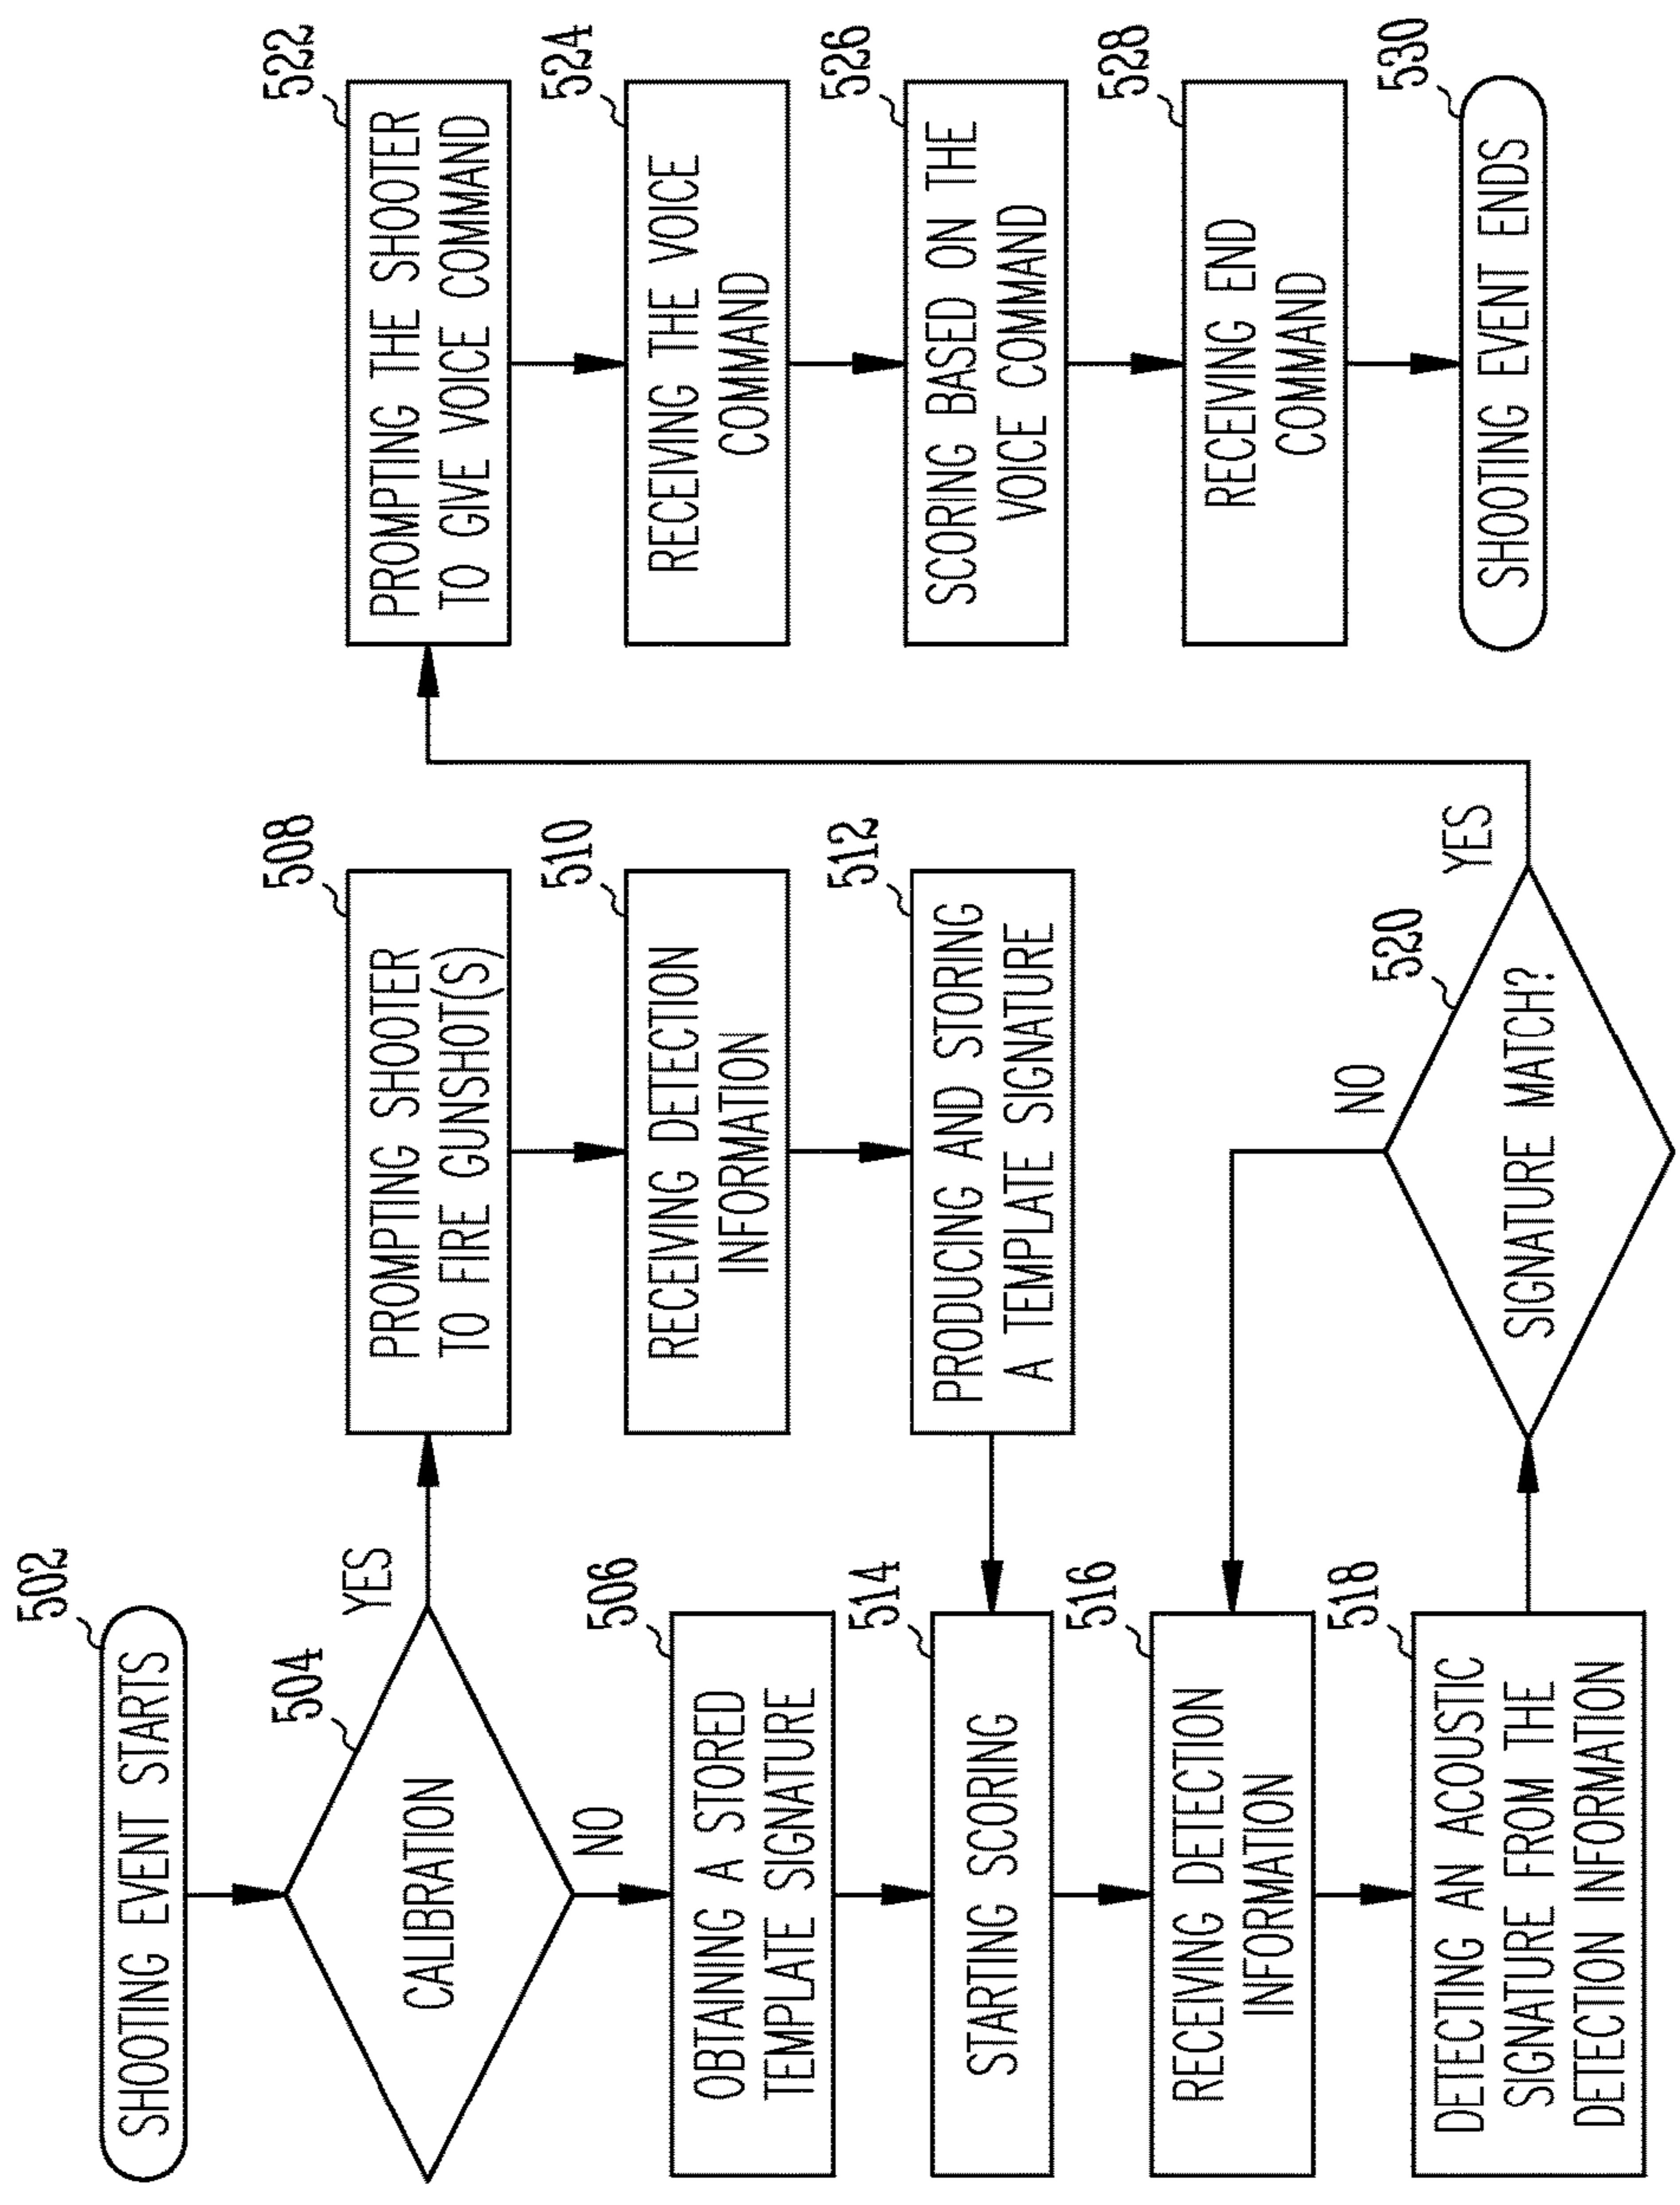 502
SHOOTING EVENT STARTS
504
CALIBRATION
YES
NO
506
OBTAINING A STORED
TEMPLATE SIGNATURE
508
PROMPTING SHOOTER
TO FIRE GUNSHOT(S)
510
RECEIVING DETECTION
INFORMATION
512
PRODUCING AND STORING
A TEMPLATE SIGNATURE
514
STARTING SCORING
516
RECEIVING DETECTION
INFORMATION
518
DETECTING AN ACOUSTIC
SIGNATURE FROM THE
DETECTION INFORMATION
520
SIGNATURE MATCH?
NO
YES
522
PROMPTING THE SHOOTER
TO GIVE VOICE COMMAND
524
RECEIVING THE VOICE
COMMAND
526
SCORING BASED ON THE
VOICE COMMAND
528
RECEIVING END
COMMAND
530
SHOOTING EVENT ENDS